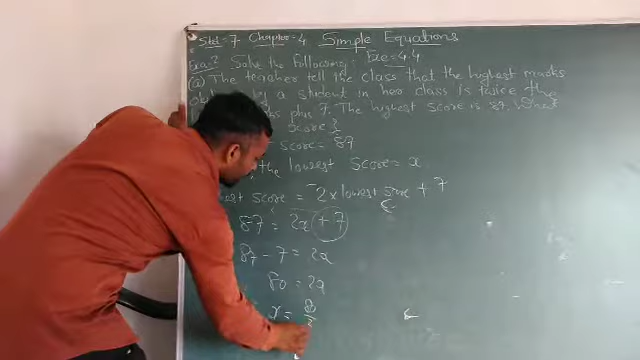 Std-7 Chapter-4 Simple Equations
Exa.2 Solve the following: Exe-4.4
(a) The teacher tell the class that the highest marks
by a student in her class is twice the
marks plus 7. The highest score is 87. What
score?
score = 87
the lowest score = x
score = 2 x lowest score + 7
87 = 2x + 7
87 - 7 = 2x
80 = 2x
x = 80